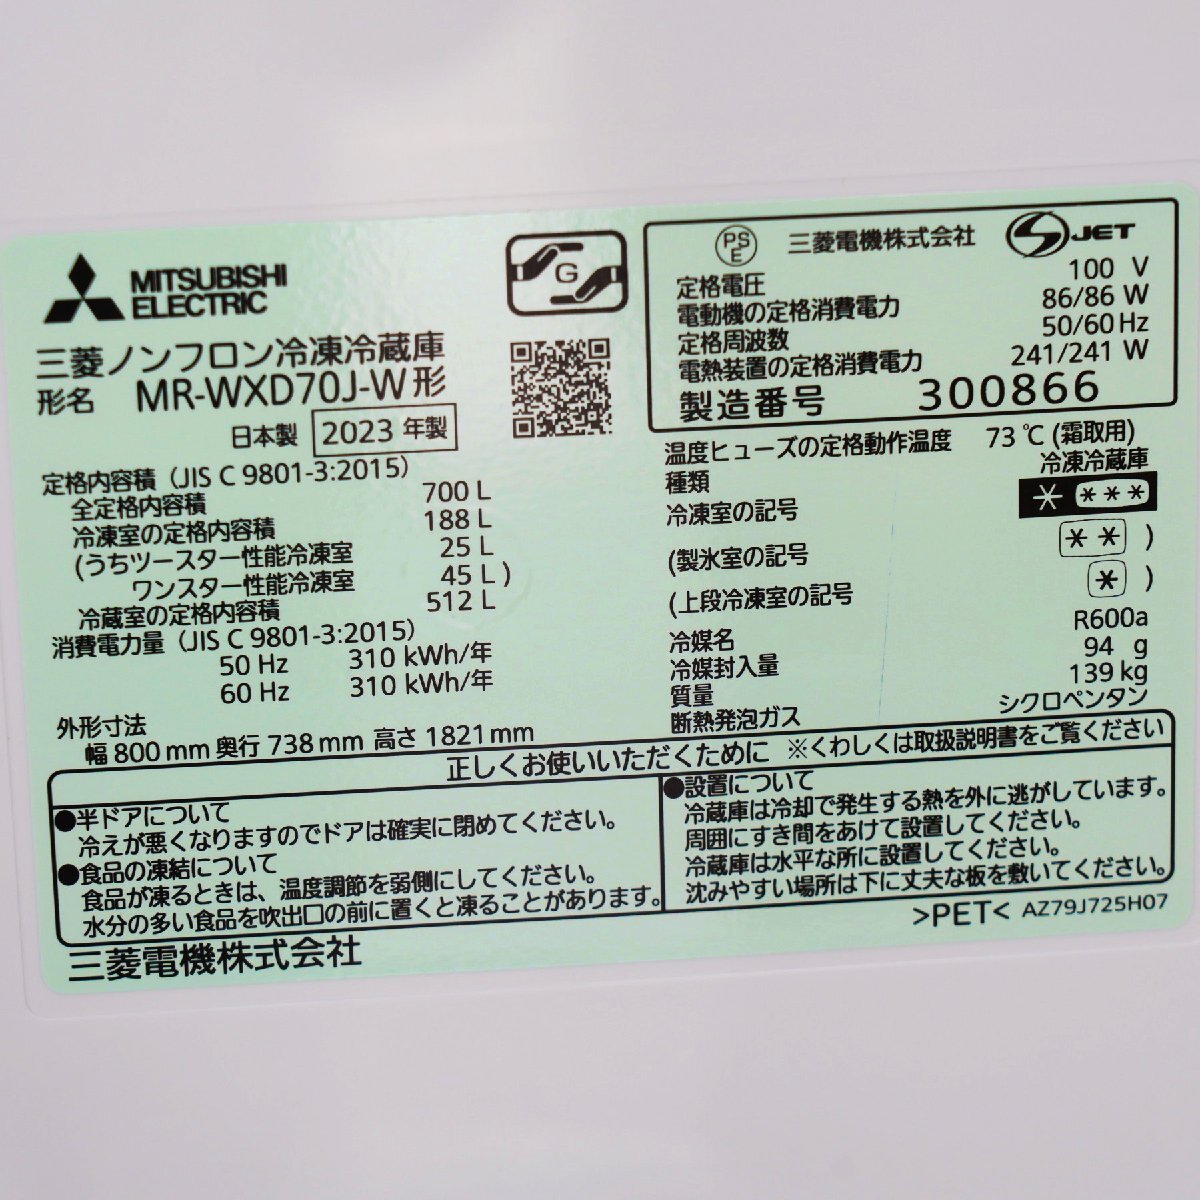 MITSUBISHI
ELECTRIC
G
三菱ノンフロン冷凍冷蔵庫
形名 MR-WXD70J-W形
日本製 2023年製
定格内容積（JIS C 9801-3:2015）
全定格内容積 700 L
冷凍室の定格内容積 188 L
(うちツースター性能冷凍室 25 L
ワンスター性能冷凍室 45 L )
冷蔵室の定格内容積 512 L
消費電力量（JIS C 9801-3:2015）
50 Hz 310 kWh/年
60 Hz 310 kWh/年
外形寸法
幅 800 mm 奥行 738 mm 高さ 1821 mm
PS
E
三菱電機株式会社
JET
定格電圧 100 V
電動機の定格消費電力 86/86 W
定格周波数 50/60 Hz
電熱装置の定格消費電力 241/241 W
製造番号 300866
温度ヒューズの定格動作温度 73 ℃ (霜取用)
種類 冷凍冷蔵庫
冷凍室の記号 * ***
(製氷室の記号 ** )
(上段冷凍室の記号 * )
冷媒名 R600a
冷媒封入量 94 g
質量 139 kg
断熱発泡ガス シクロペンタン
正しくお使いいただくために ※くわしくは取扱説明書をご覧ください
●半ドアについて
冷えが悪くなりますのでドアは確実に閉めてください。
●食品の凍結について
食品が凍るときは、温度調節を弱側にしてください。
水分の多い食品を吹出口の前に置くと凍ることがあります。
●設置について
冷蔵庫は冷却で発生する熱を外に逃がしています。
周囲にすき間をあけて設置してください。
冷蔵庫は水平な所に設置してください。
沈みやすい場所は下に丈夫な板を敷いてください。
三菱電機株式会社
>PET< AZ79J725H07